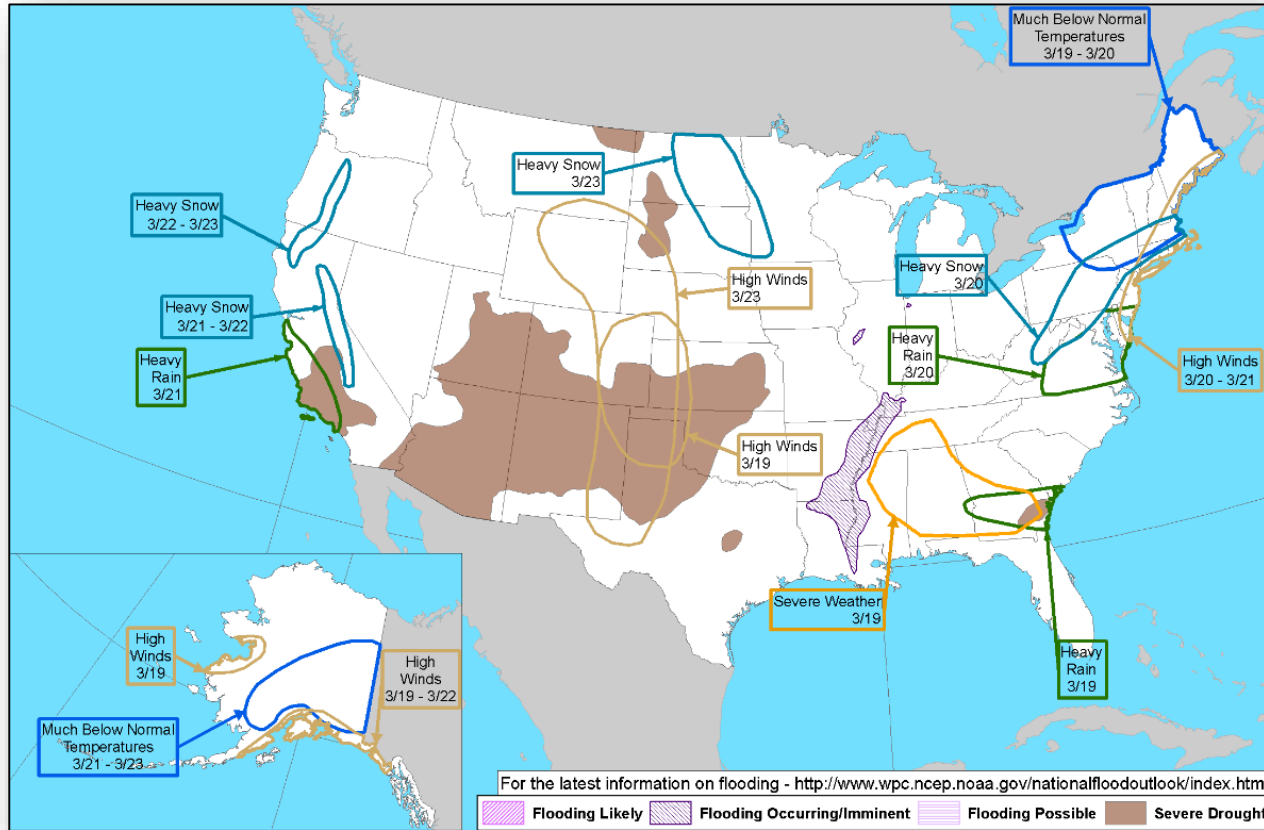 Much Below Normal
Temperatures
3/19 - 3/20
Heavy Snow
3/23
Heavy Snow
3/22 - 3/23
Heavy Snow
3/20
High Winds
3/23
Heavy Snow
3/21 - 3/22
Heavy
Rain
3/21
Heavy
Rain
3/20
High Winds
3/20 - 3/21
High Winds
3/19
Severe Weather
3/19
High
Winds
3/19
High
Winds
3/19 - 3/22
Heavy
Rain
3/19
Much Below Normal
Temperatures
3/21 - 3/23
For the latest information on flooding - http://www.wpc.ncep.noaa.gov/nationalfloodoutlook/index.htm
Flooding Likely Flooding Occurring/Imminent Flooding Possible Severe Drought